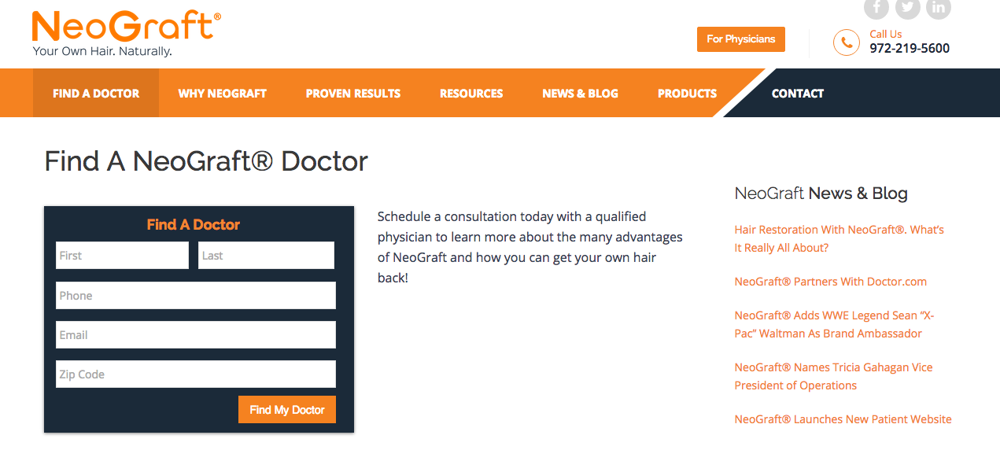 NeoGraft®
Your Own Hair. Naturally.
For Physicians
Call Us
972-219-5600
FIND A DOCTOR
WHY NEOGRAFT
PROVEN RESULTS
RESOURCES
NEWS & BLOG
PRODUCTS
CONTACT
Find A NeoGraft® Doctor
Find A Doctor
First
Last
Phone
Email
Zip Code
Find My Doctor
Schedule a consultation today with a qualified
physician to learn more about the many advantages
of NeoGraft and how you can get your own hair
back!
NeoGraft News & Blog
Hair Restoration With NeoGraft®. What’s
It Really All About?
NeoGraft® Partners With Doctor.com
NeoGraft® Adds WWE Legend Sean “X-
Pac” Waltman As Brand Ambassador
NeoGraft® Names Tricia Gahagan Vice
President of Operations
NeoGraft® Launches New Patient Website